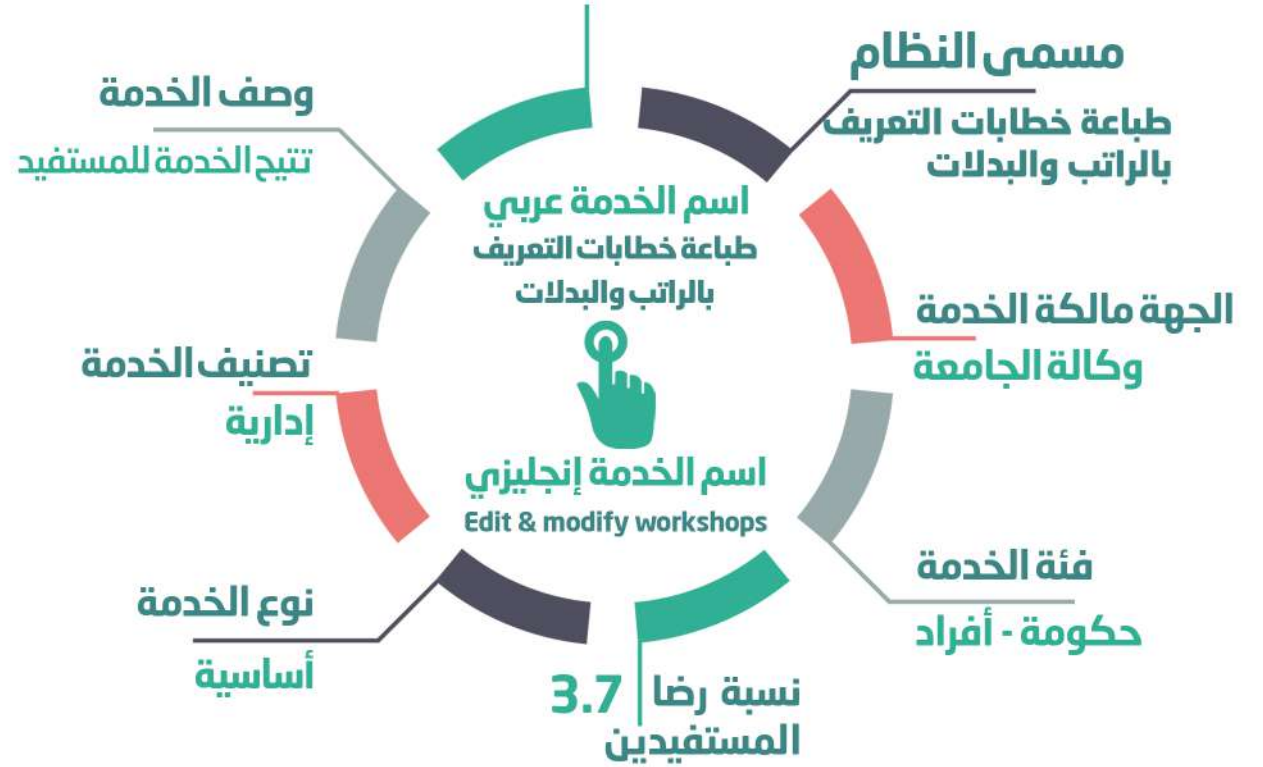 مسمى النظام
طباعة خطابات التعريف
بالراتب والبدلات
وصف الخدمة
تتيح الخدمة للمستفيد
اسم الخدمة عربي
طباعة خطابات التعريف
بالراتب والبدلات
الجهة مالكة الخدمة
وكالة الجامعة
تصنيف الخدمة
إدارية
اسم الخدمة إنجليزي
Edit & modify workshops
فئة الخدمة
حكومة - أفراد
نوع الخدمة
أساسية
نسبة رضا 3.7
المستفيدين